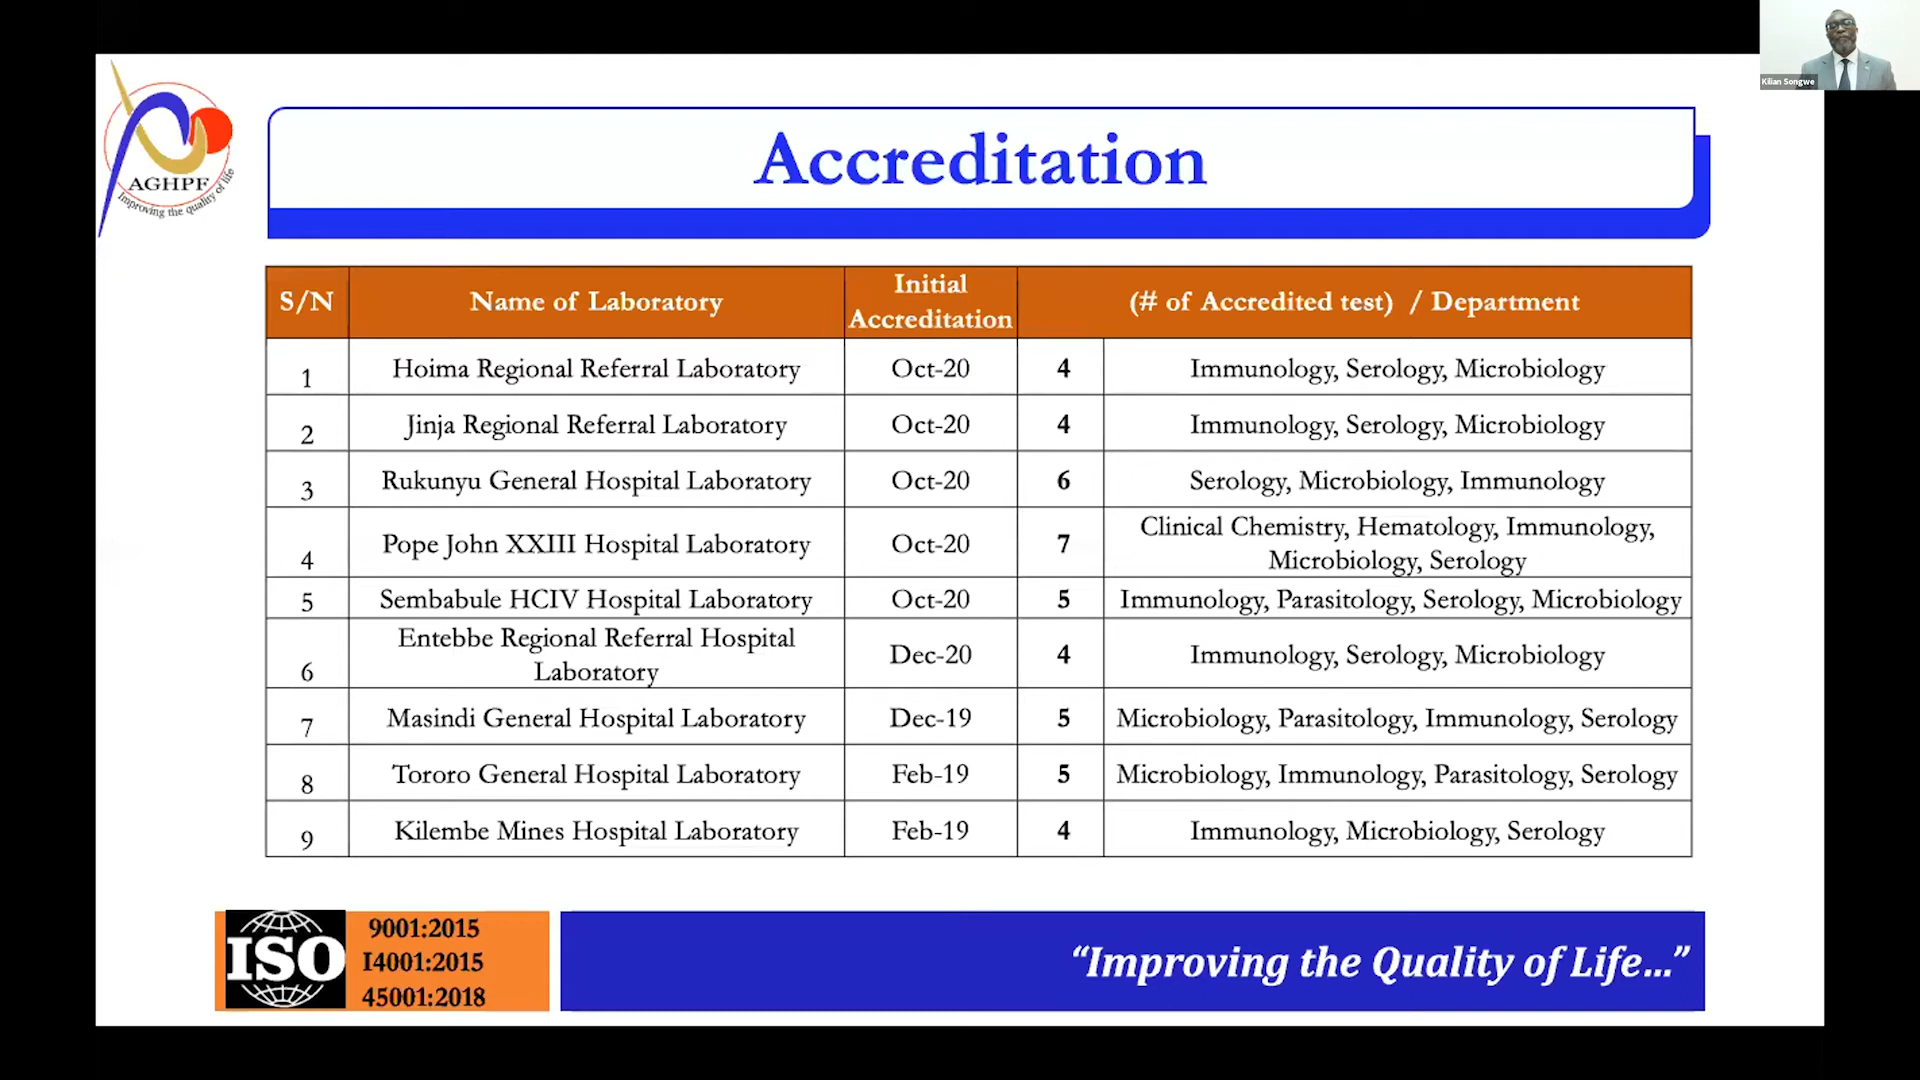 Kilian Songwe
AGHPF
Improving the quality of life
Accreditation
S/N Name of Laboratory Initial Accreditation (# of Accredited test) / Department
1 Hoima Regional Referral Laboratory Oct-20 4 Immunology, Serology, Microbiology
2 Jinja Regional Referral Laboratory Oct-20 4 Immunology, Serology, Microbiology
3 Rukunyu General Hospital Laboratory Oct-20 6 Serology, Microbiology, Immunology
4 Pope John XXIII Hospital Laboratory Oct-20 7 Clinical Chemistry, Hematology, Immunology,
Microbiology, Serology
5 Sembabule HCIV Hospital Laboratory Oct-20 5 Immunology, Parasitology, Serology, Microbiology
6 Entebbe Regional Referral Hospital
Laboratory Dec-20 4 Immunology, Serology, Microbiology
7 Masindi General Hospital Laboratory Dec-19 5 Microbiology, Parasitology, Immunology, Serology
8 Tororo General Hospital Laboratory Feb-19 5 Microbiology, Immunology, Parasitology, Serology
9 Kilembe Mines Hospital Laboratory Feb-19 4 Immunology, Microbiology, Serology
ISO
9001:2015
I4001:2015
45001:2018
“Improving the Quality of Life...”